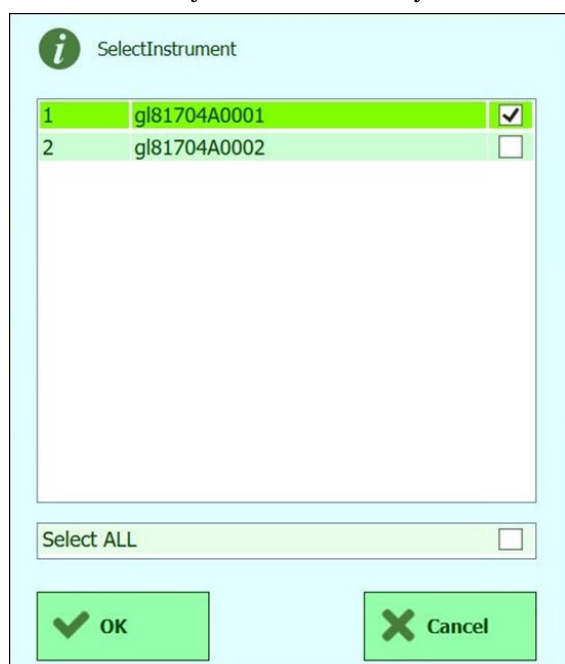 SelectInstrument
1 gl81704A0001
2 gl81704A0002
Select ALL
OK
Cancel